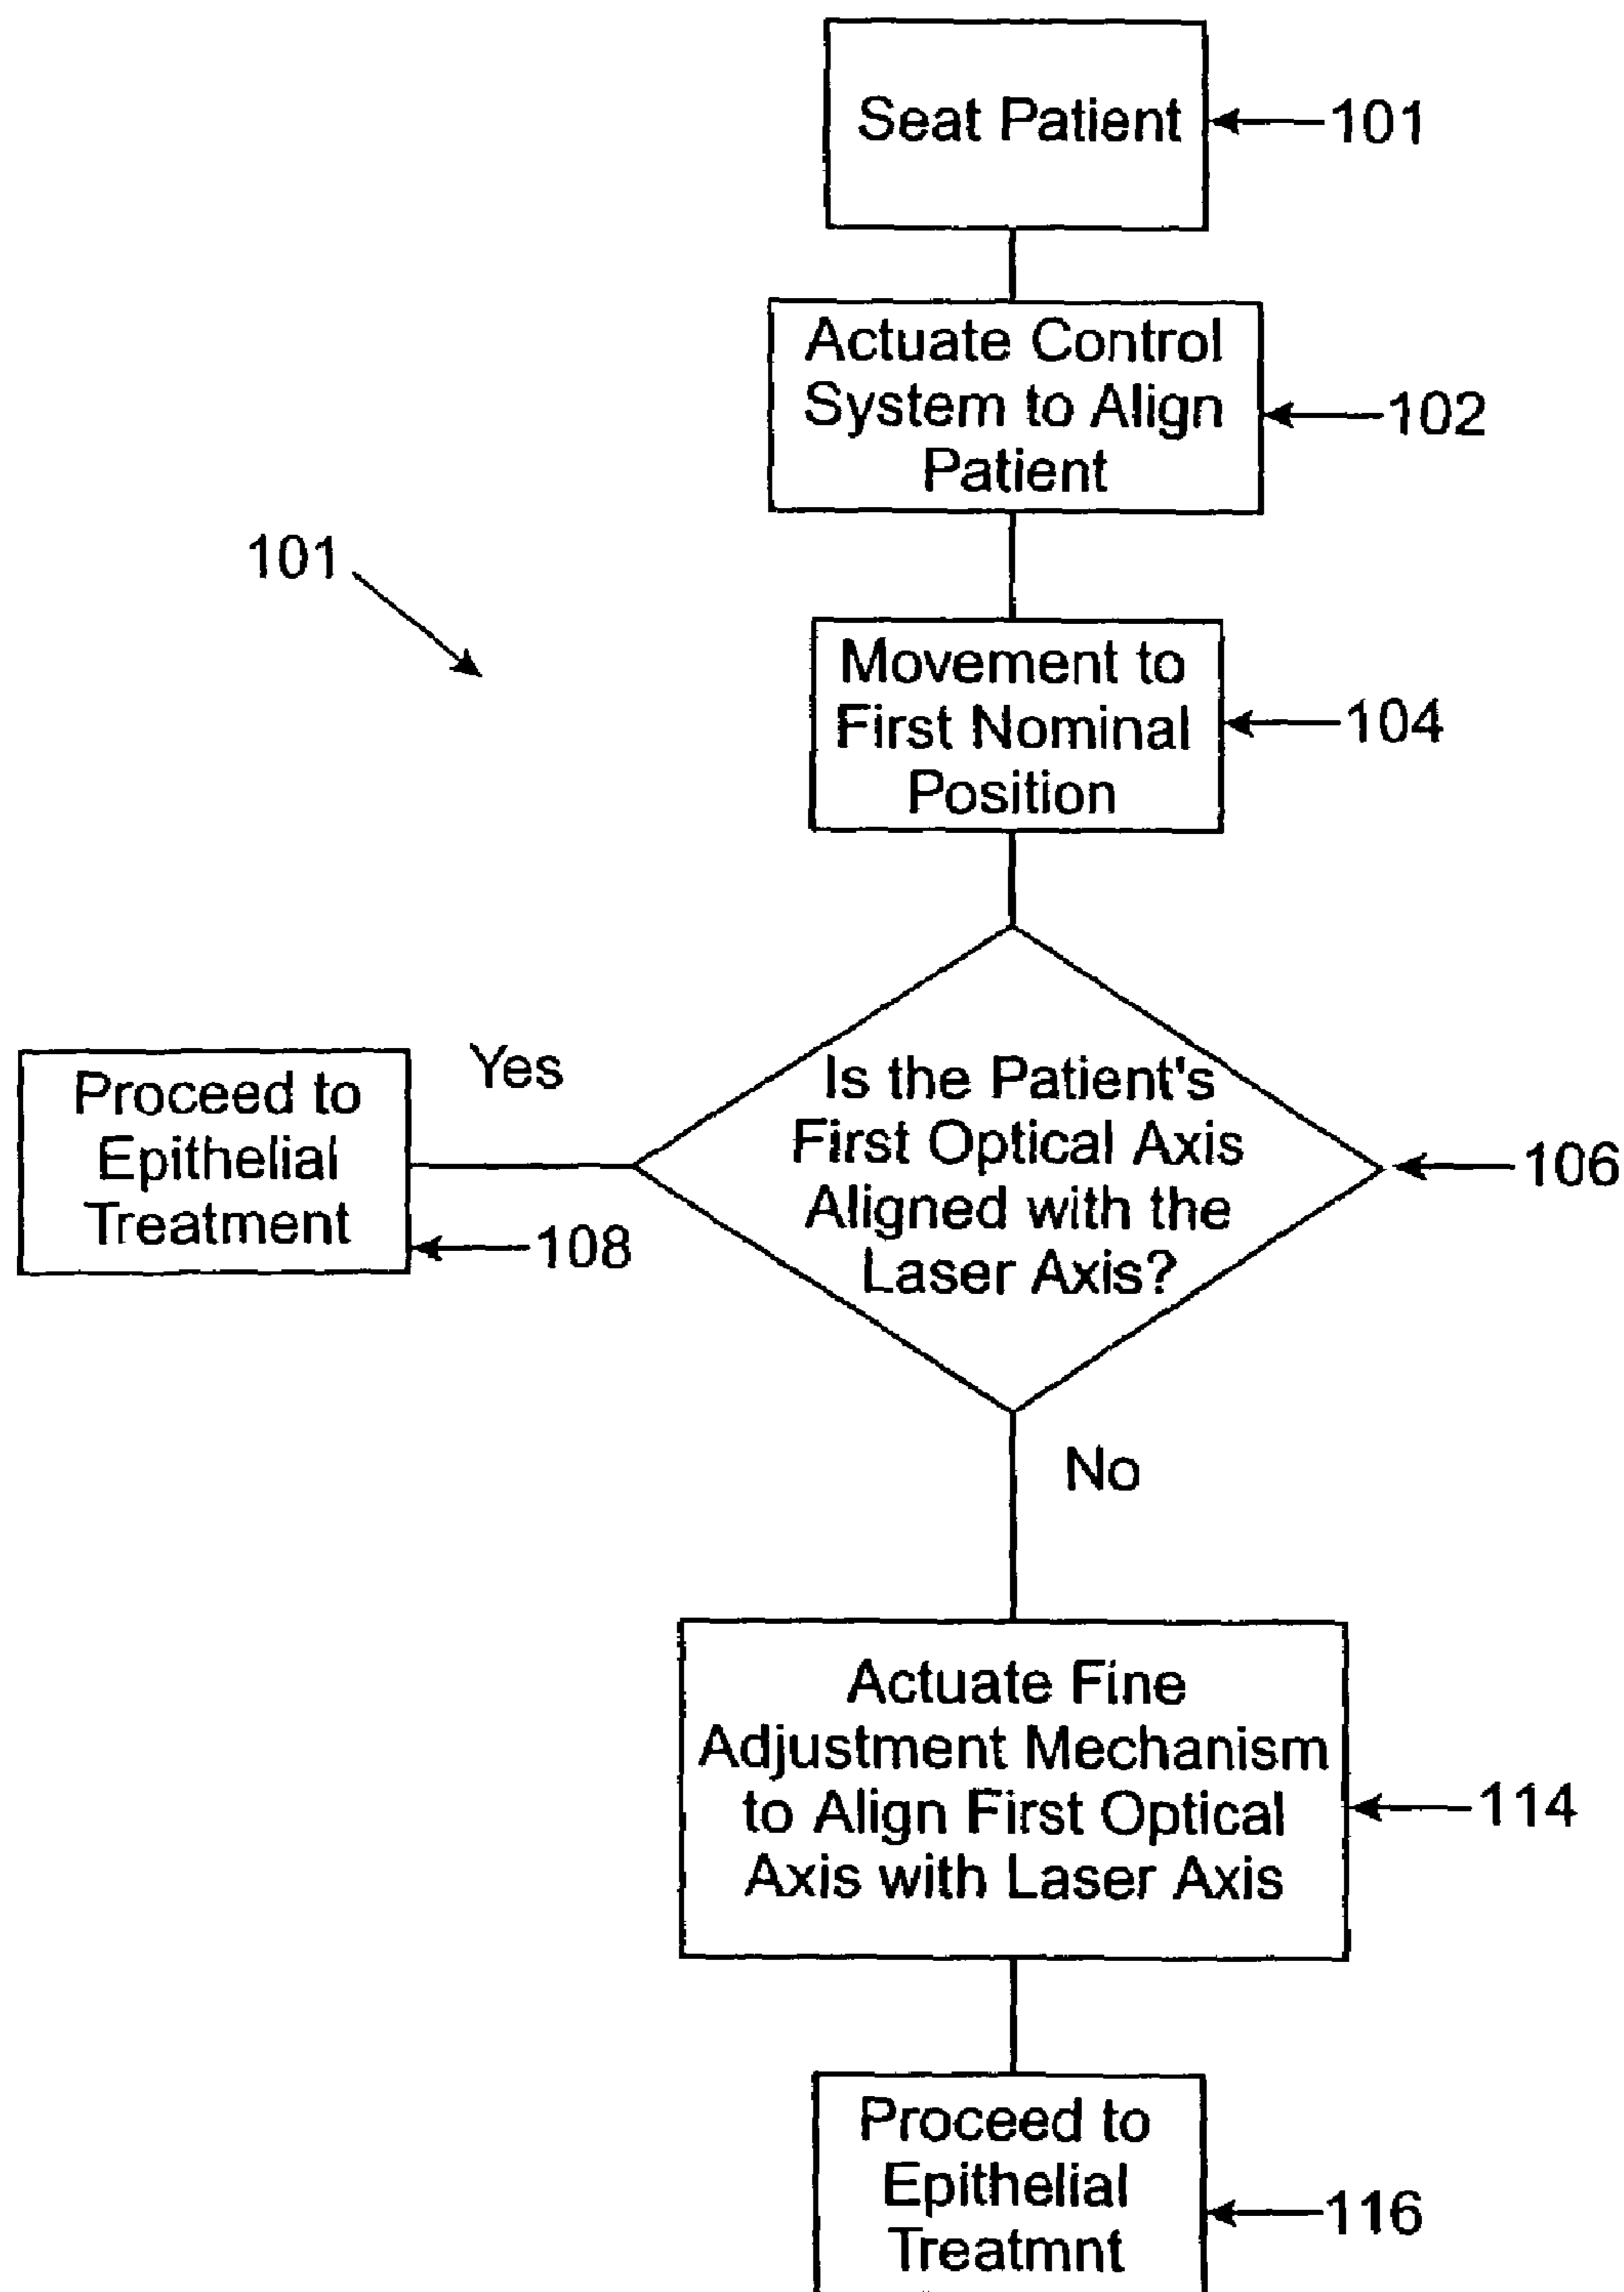 Seat Patient
101
Actuate Control
System to Align
Patient
102
101
Movement to
First Nominal
Position
104
Is the Patient's
First Optical Axis
Aligned with the
Laser Axis?
106
Yes
Proceed to
Epithelial
Treatment
108
No
Actuate Fine
Adjustment Mechanism
to Align First Optical
Axis with Laser Axis
114
Proceed to
Epithelial
Treatmnt
116